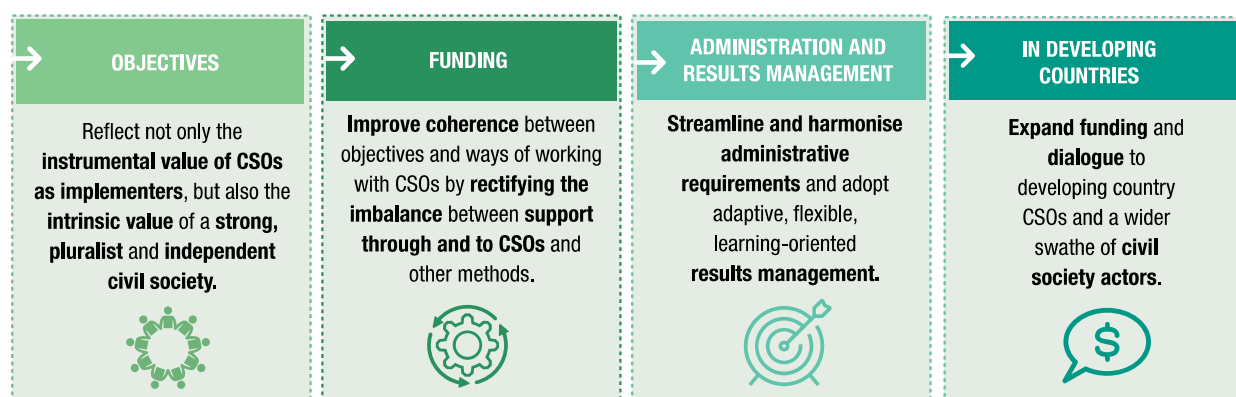 OBJECTIVES
Reflect not only the
instrumental value of CSOs
as implementers, but also the
intrinsic value of a strong,
pluralist and independent
civil society.
FUNDING
Improve coherence between
objectives and ways of working
with CSOs by rectifying the
imbalance between support
through and to CSOs and
other methods.
ADMINISTRATION AND
RESULTS MANAGEMENT
Streamline and harmonise
administrative
requirements and adopt
adaptive, flexible,
learning-oriented
results management.
IN DEVELOPING
COUNTRIES
Expand funding and
dialogue to
developing country
CSOs and a wider
swathe of civil
society actors.
$